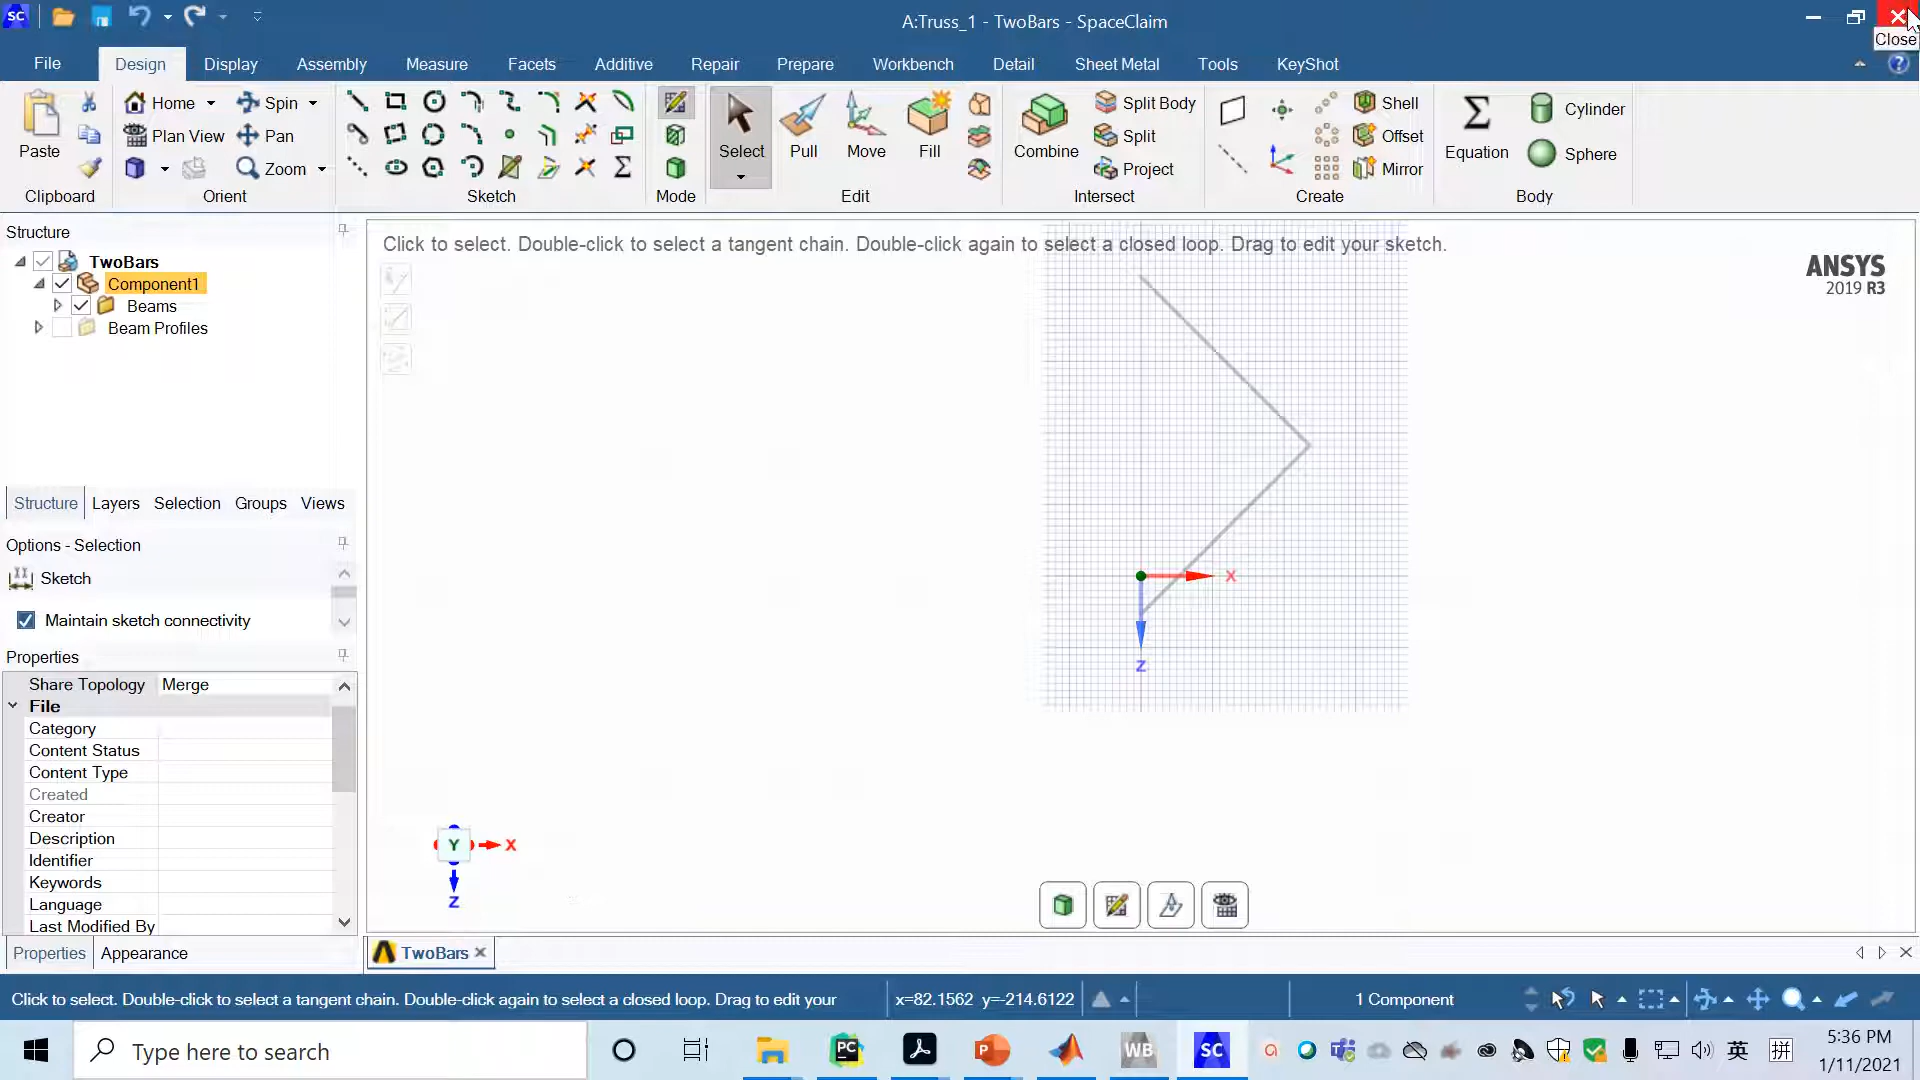 SC
A:Truss_1 - TwoBars - SpaceClaim
Close
File Design Display Assembly Measure Facets Additive Repair Prepare Workbench Detail Sheet Metal Tools KeyShot
Paste
Clipboard
Home Spin
Plan View Pan
Zoom
Orient
Sketch
Mode
Select Pull Move Fill
Edit
Combine
Split Body
Split
Project
Intersect
Shell
Offset
Mirror
Create
Equation
Cylinder
Sphere
Body
Structure
TwoBars
Component1
Beams
Beam Profiles
Structure Layers Selection Groups Views
Options - Selection
Sketch
Maintain sketch connectivity
Properties
Share Topology Merge
File
Category
Content Status
Content Type
Created
Creator
Description
Identifier
Keywords
Language
Last Modified By
Properties Appearance
Click to select. Double-click to select a tangent chain. Double-click again to select a closed loop. Drag to edit your sketch.
ANSYS
2019 R3
X
Z
Y X
Z
TwoBars
Click to select. Double-click to select a tangent chain. Double-click again to select a closed loop. Drag to edit your
x=82.1562 y=-214.6122
1 Component
Type here to search
PC
P
WB
SC
英
拼
5:36 PM
1/11/2021